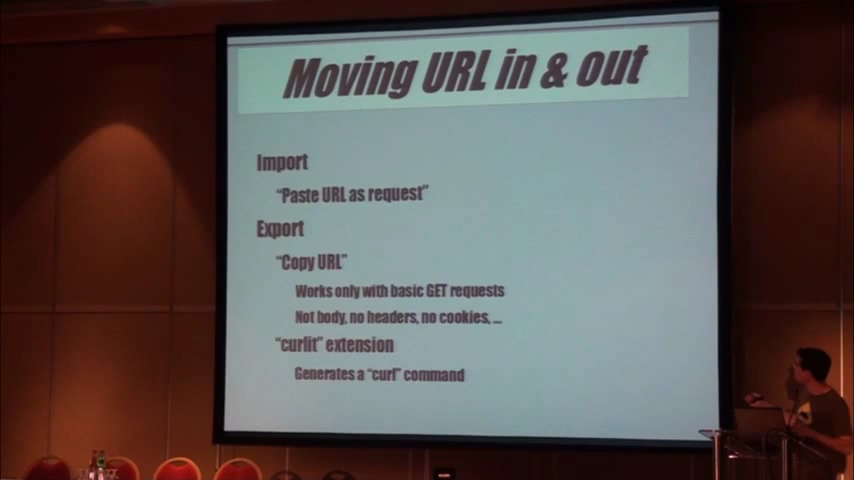 Moving URL in & out
Import
“Paste URL as request”
Export
“Copy URL”
Works only with basic GET requests
Not body, no headers, no cookies, ...
“curlit” extension
Generates a “curl” command